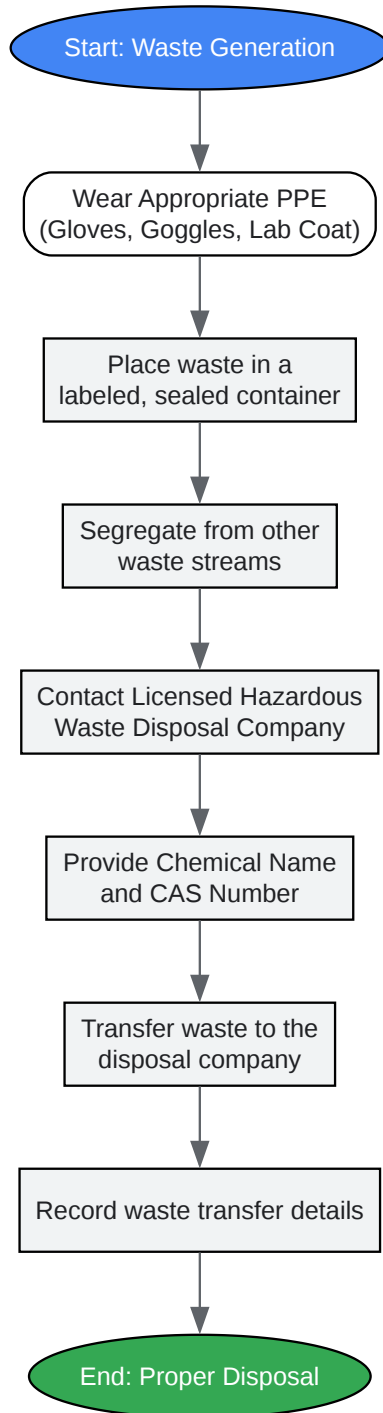 Start: Waste Generation
Wear Appropriate PPE
(Gloves, Goggles, Lab Coat)
Place waste in a
labeled, sealed container
Segregate from other
waste streams
Contact Licensed Hazardous
Waste Disposal Company
Provide Chemical Name
and CAS Number
Transfer waste to the
disposal company
Record waste transfer details
End: Proper Disposal